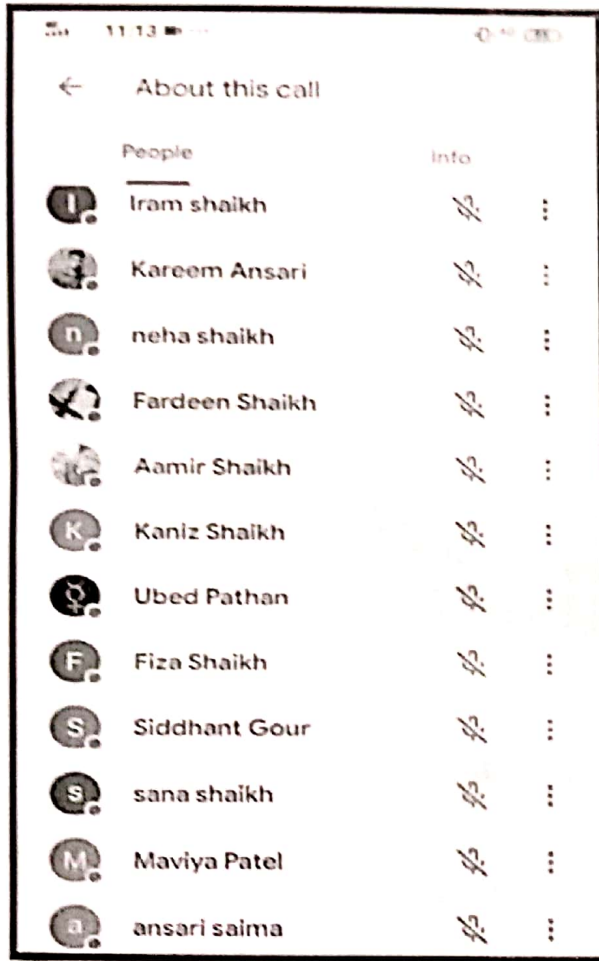 11:13
← About this call
People Info
I Iram shaikh
Kareem Ansari
n neha shaikh
Fardeen Shaikh
Aamir Shaikh
K Kaniz Shaikh
Ubed Pathan
F Fiza Shaikh
S Siddhant Gour
s sana shaikh
M Maviya Patel
a ansari saima